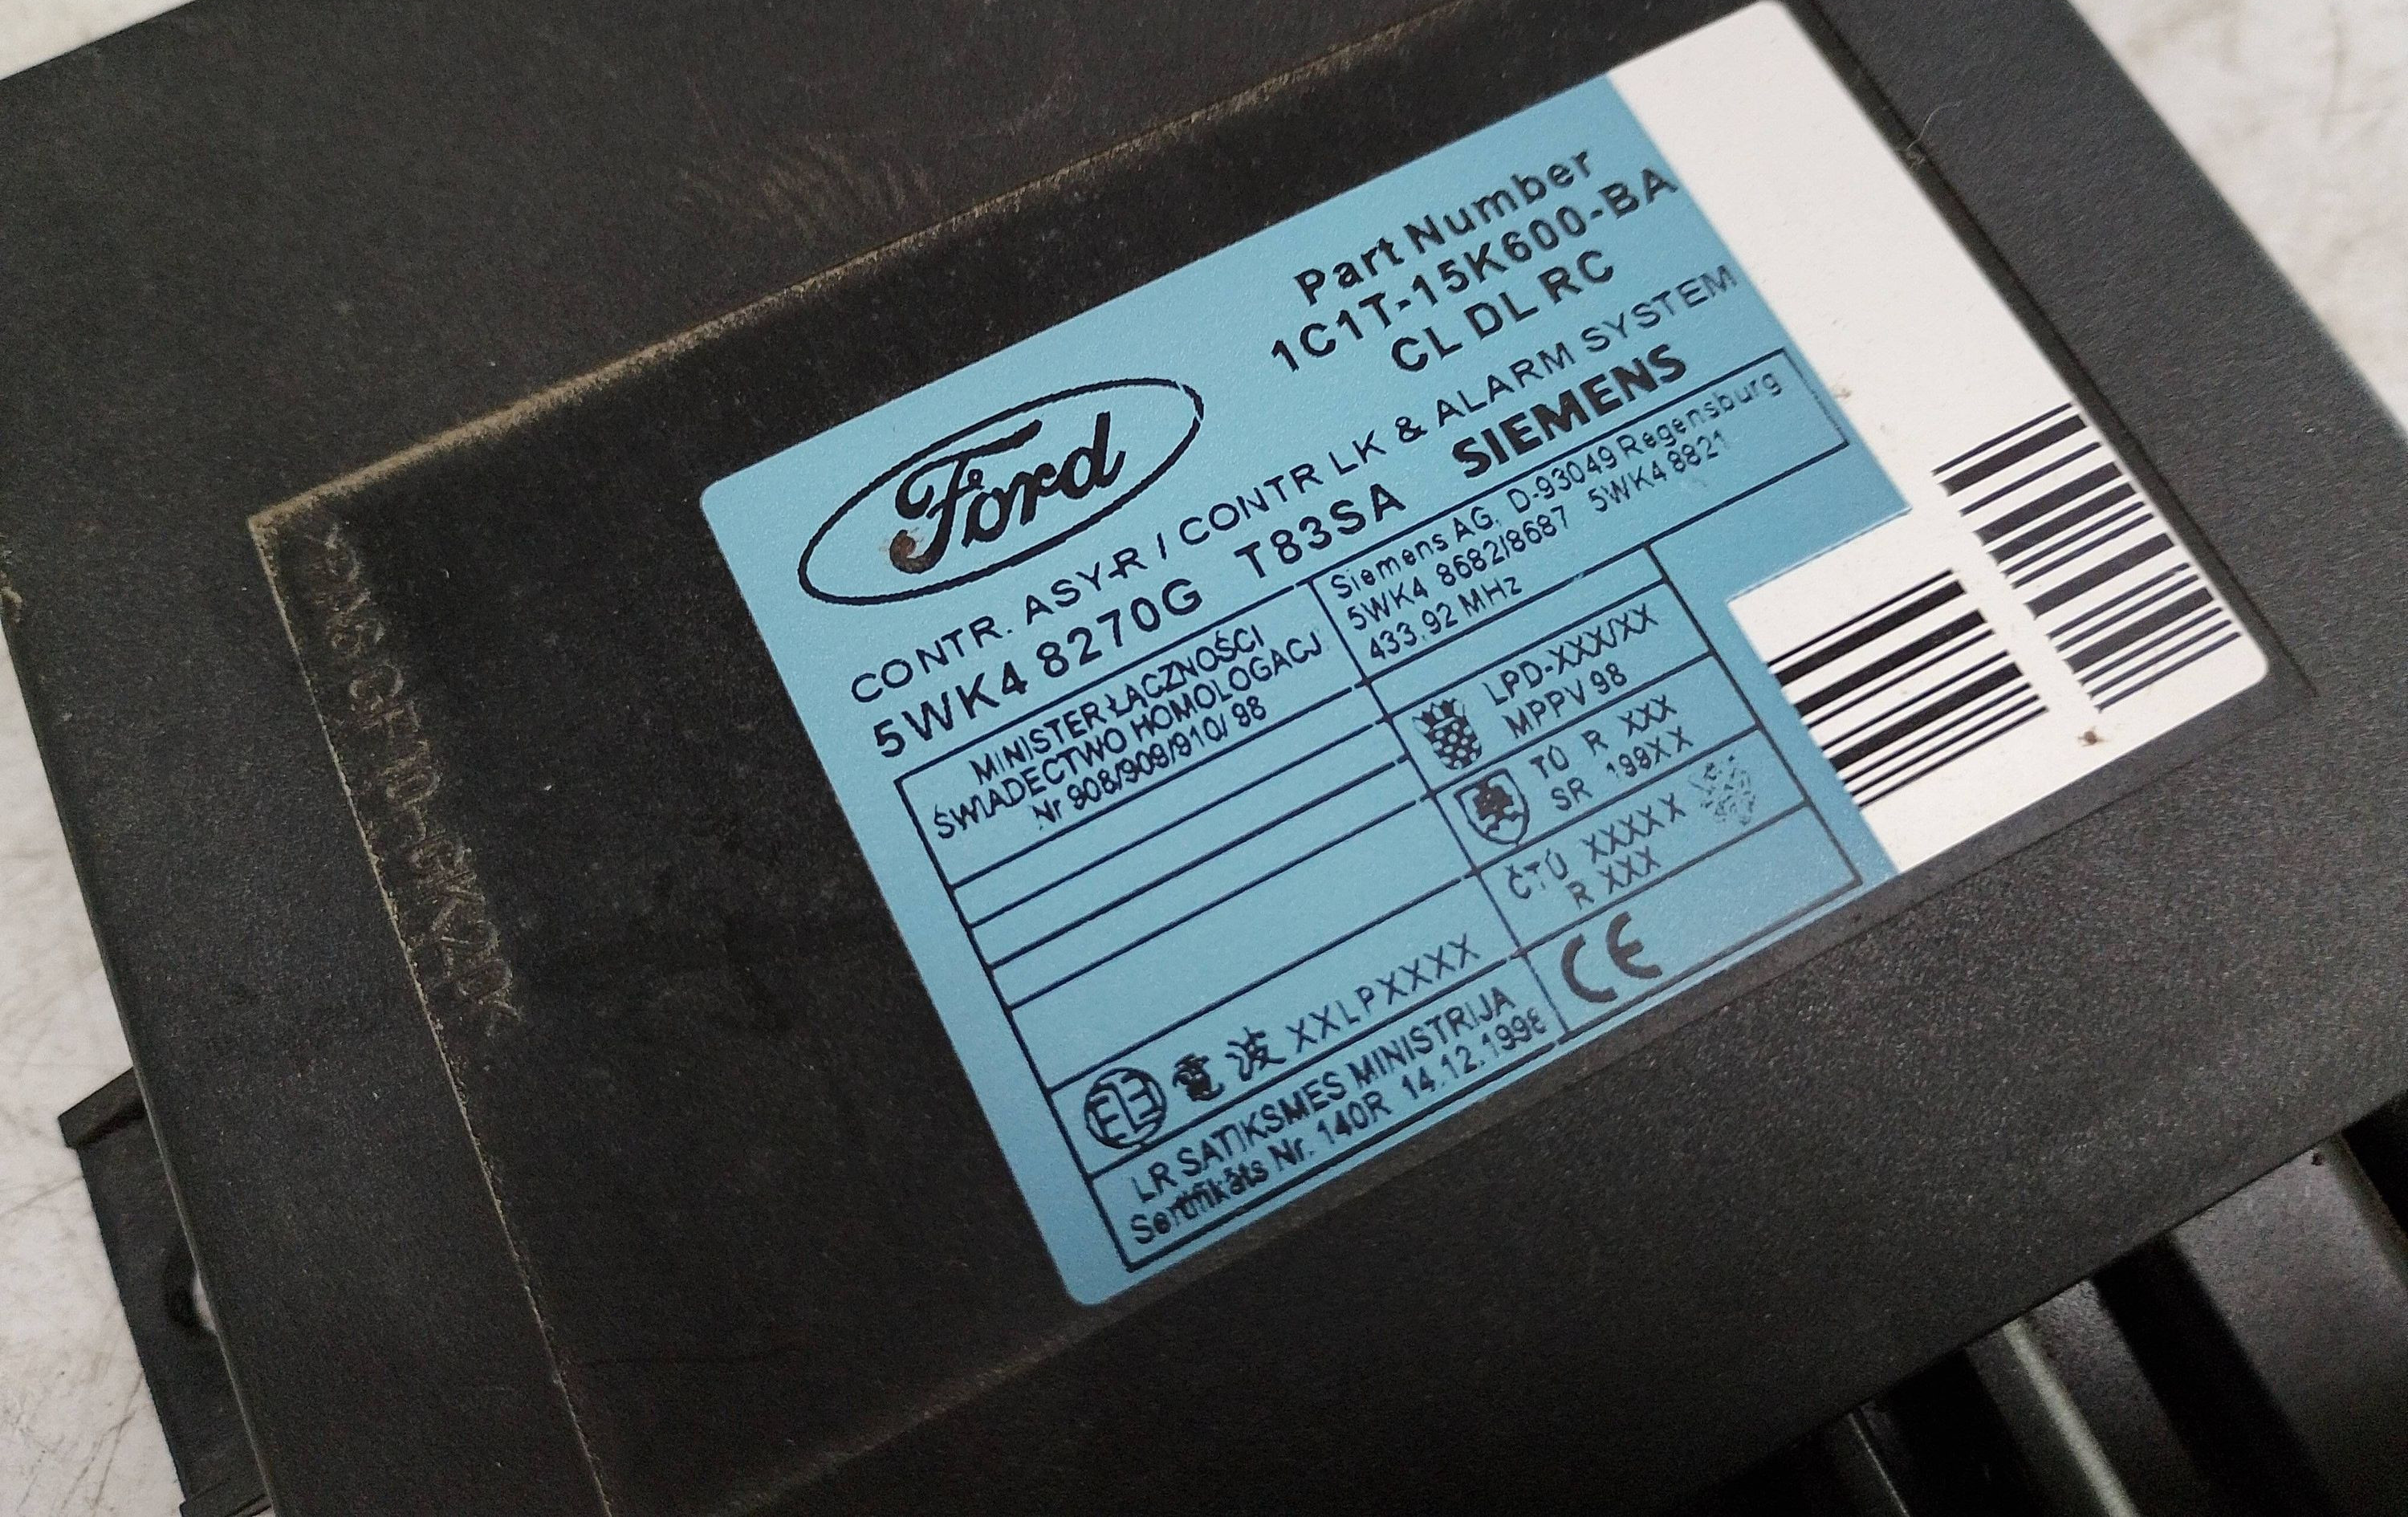 Part Number
1C1T-15K600-BA
CL DL RC
Ford
CONTR. ASY-R / CONTR LK & ALARM SYSTEM
5WK4 8270G T83SA SIEMENS
MINISTER ŁĄCZNOŚCI
ŚWIADECTWO HOMOLOGACJ
Nr 908/909/910/ 98
Siemens AG, D-93049 Regensburg
5WK4 8682/8687 5WK4 8821
433,92 MHz
LPD-XXX/XX
MPPV 98
TÚ R XXX
SR 199XX
ČTÚ XXXXX
R XXX
電波 XXLPXXXX
LR SATIKSMES MINISTRIJA
Sertifikāts Nr. 140R 14.12.1998
CE